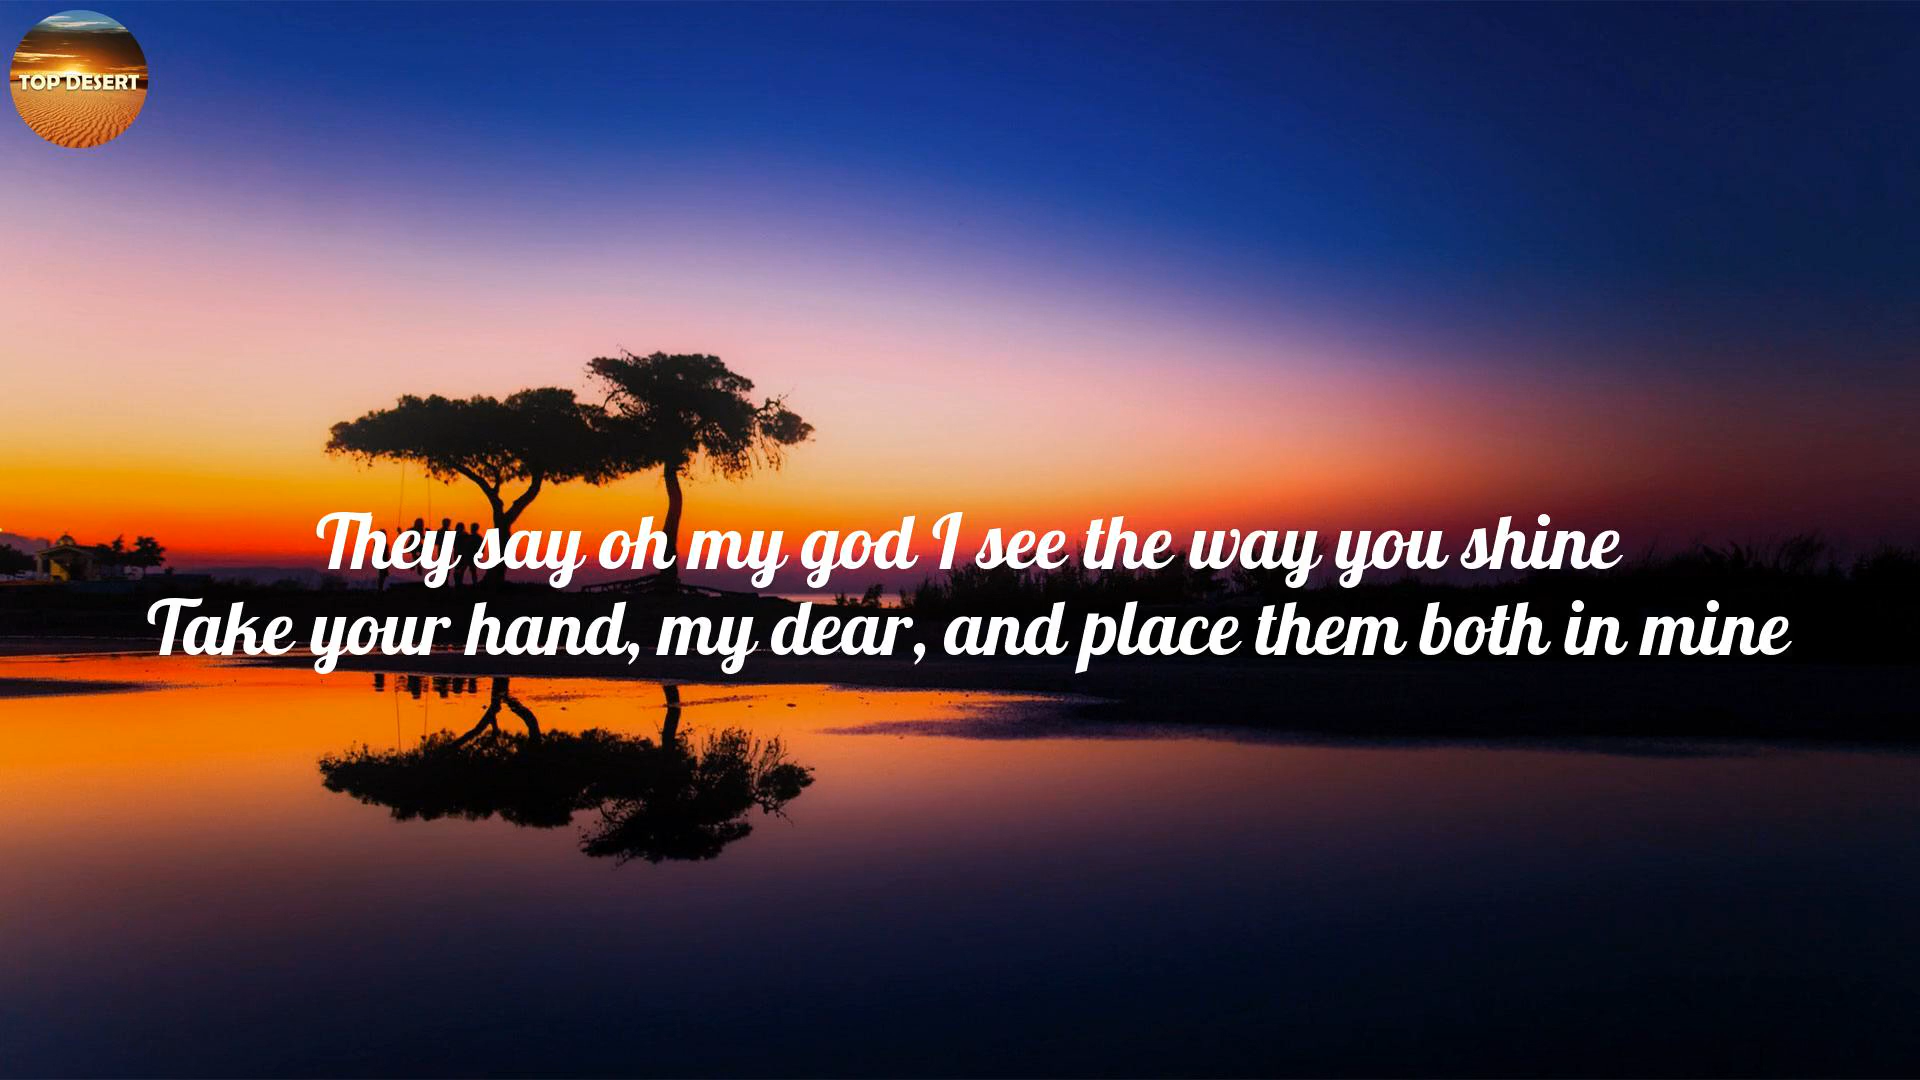 TOP DESERT
They say oh my god I see the way you shine
Take your hand, my dear, and place them both in mine